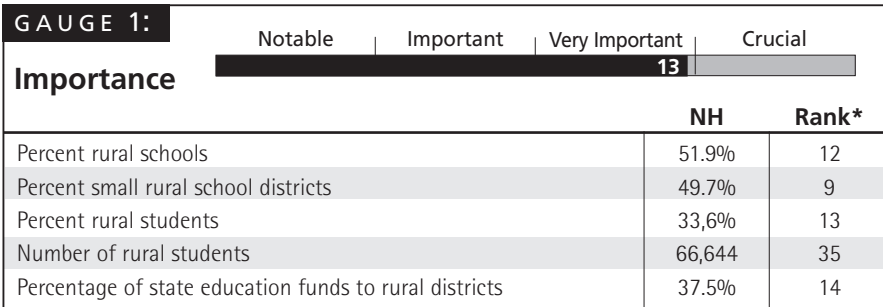 GAUGE 1:
Notable Important Very Important Crucial
13
Importance
NH Rank*
Percent rural schools 51.9% 12
Percent small rural school districts 49.7% 9
Percent rural students 33,6% 13
Number of rural students 66,644 35
Percentage of state education funds to rural districts 37.5% 14